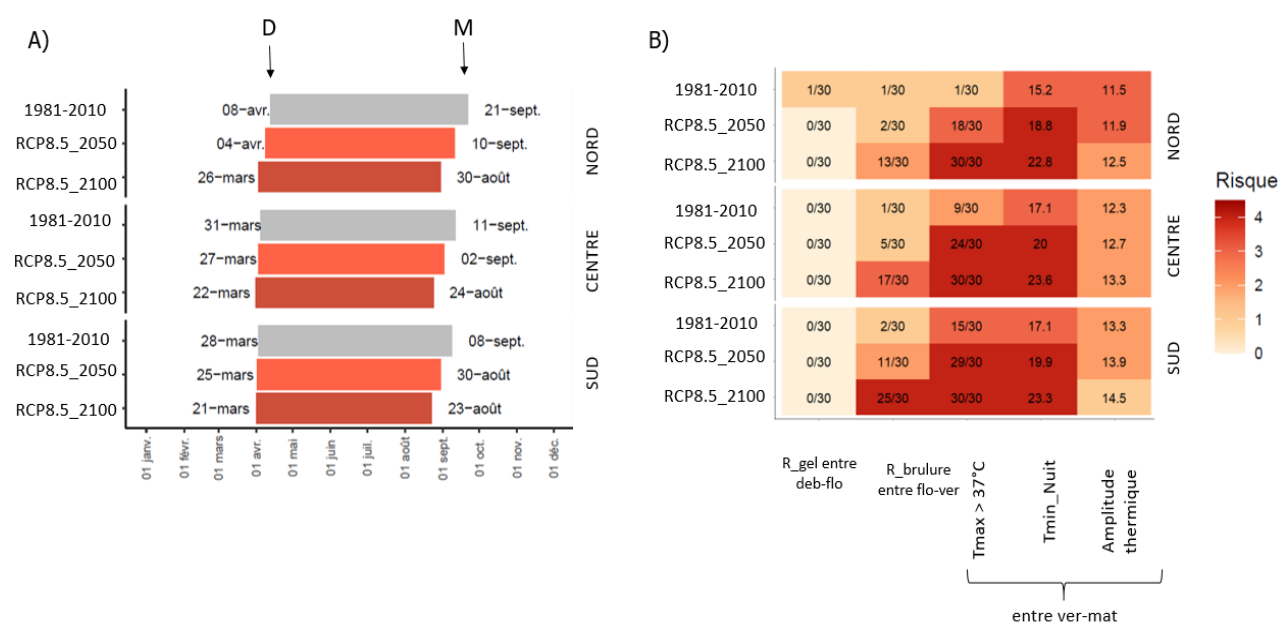 A)
D
M
1981-2010
08-avr.
21-sept.
RCP8.5_2050
04-avr.
10-sept.
RCP8.5_2100
26-mars
30-août
NORD
1981-2010
31-mars
11-sept.
RCP8.5_2050
27-mars
02-sept.
RCP8.5_2100
22-mars
24-août
CENTRE
1981-2010
28-mars
08-sept.
RCP8.5_2050
25-mars
30-août
RCP8.5_2100
21-mars
23-août
SUD
01 janv.
01 févr.
01 mars
01 avr.
01 mai
01 juin
01 juil.
01 août
01 sept.
01 oct.
01 nov.
01 déc.
B)
1981-2010 1/30 1/30 1/30 15.2 11.5
RCP8.5_2050 0/30 2/30 18/30 18.8 11.9
RCP8.5_2100 0/30 13/30 30/30 22.8 12.5
NORD
1981-2010 0/30 1/30 9/30 17.1 12.3
RCP8.5_2050 0/30 5/30 24/30 20 12.7
RCP8.5_2100 0/30 17/30 30/30 23.6 13.3
CENTRE
1981-2010 0/30 2/30 15/30 17.1 13.3
RCP8.5_2050 0/30 11/30 29/30 19.9 13.9
RCP8.5_2100 0/30 25/30 30/30 23.3 14.5
SUD
R_gel entre
deb-flo
R_brulure
entre flo-ver
Tmax > 37°C
Tmin_Nuit
Amplitude
thermique
entre ver-mat
Risque
4
3
2
1
0